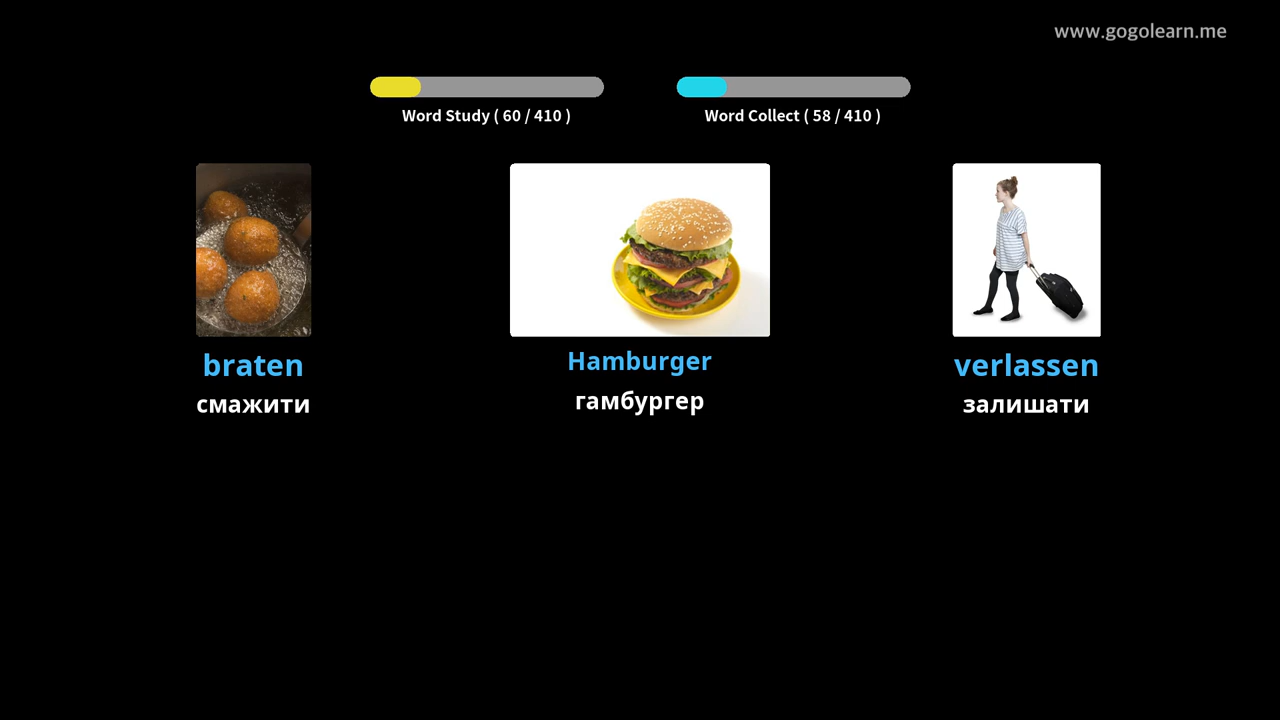 www.gogolearn.me
Word Study ( 60 / 410 )
Word Collect ( 58 / 410 )
braten
смажити
Hamburger
гамбургер
verlassen
залишати